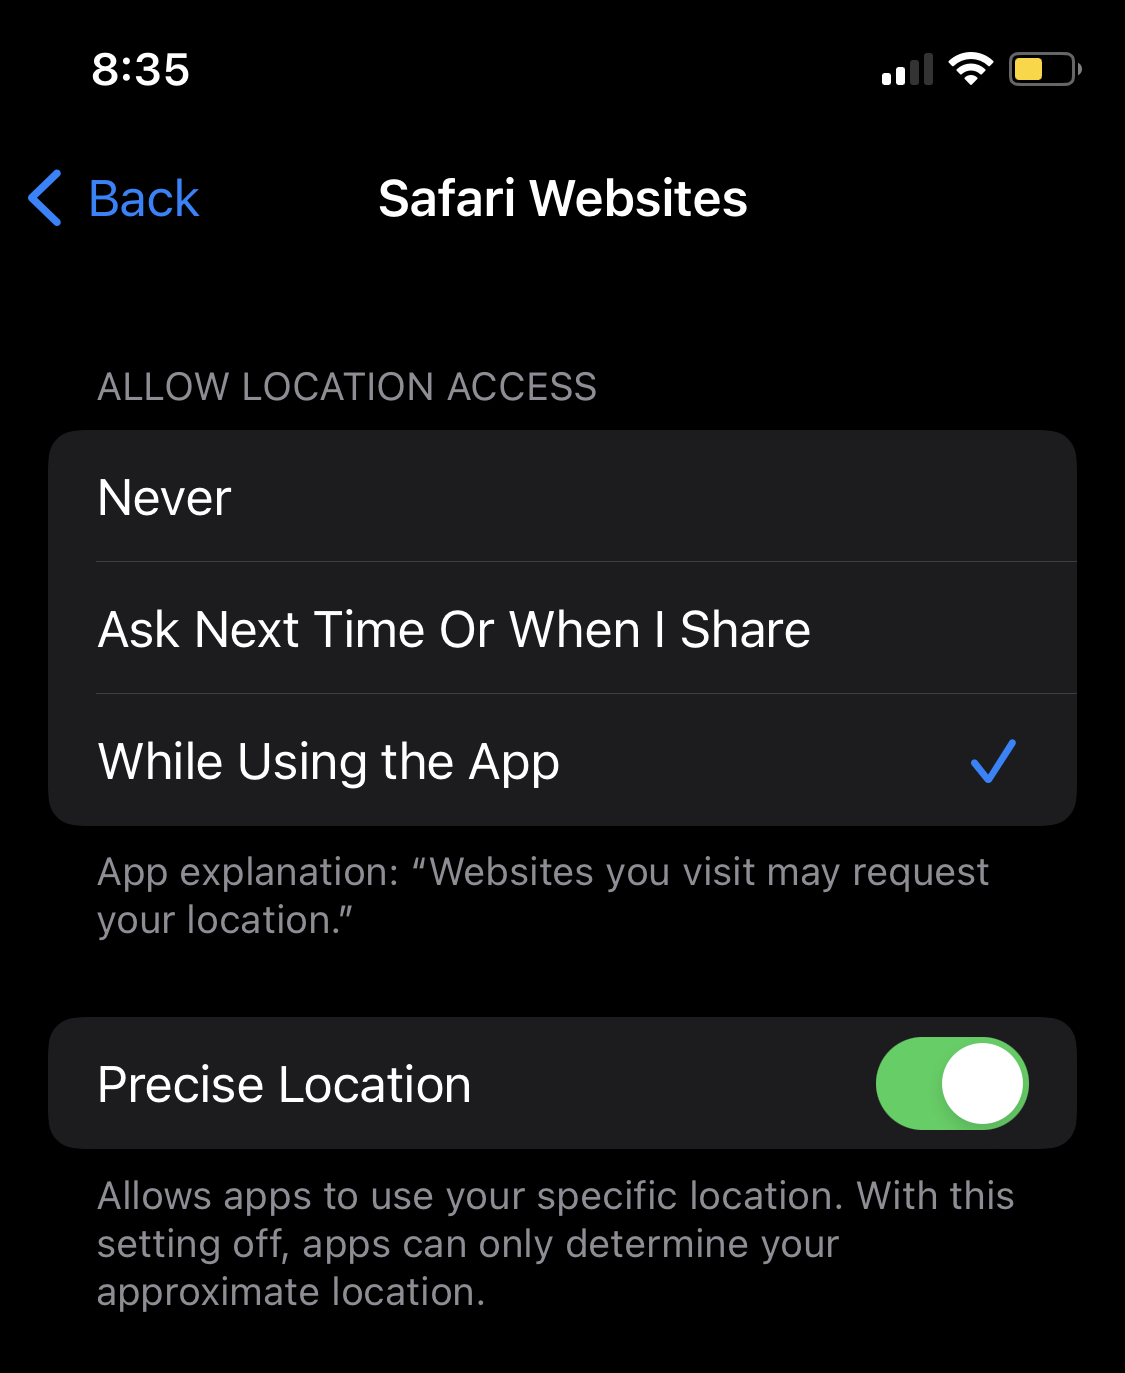 8:35
Back
Safari Websites
ALLOW LOCATION ACCESS
Never
Ask Next Time Or When I Share
While Using the App
App explanation: “Websites you visit may request
your location.”
Precise Location
Allows apps to use your specific location. With this
setting off, apps can only determine your
approximate location.